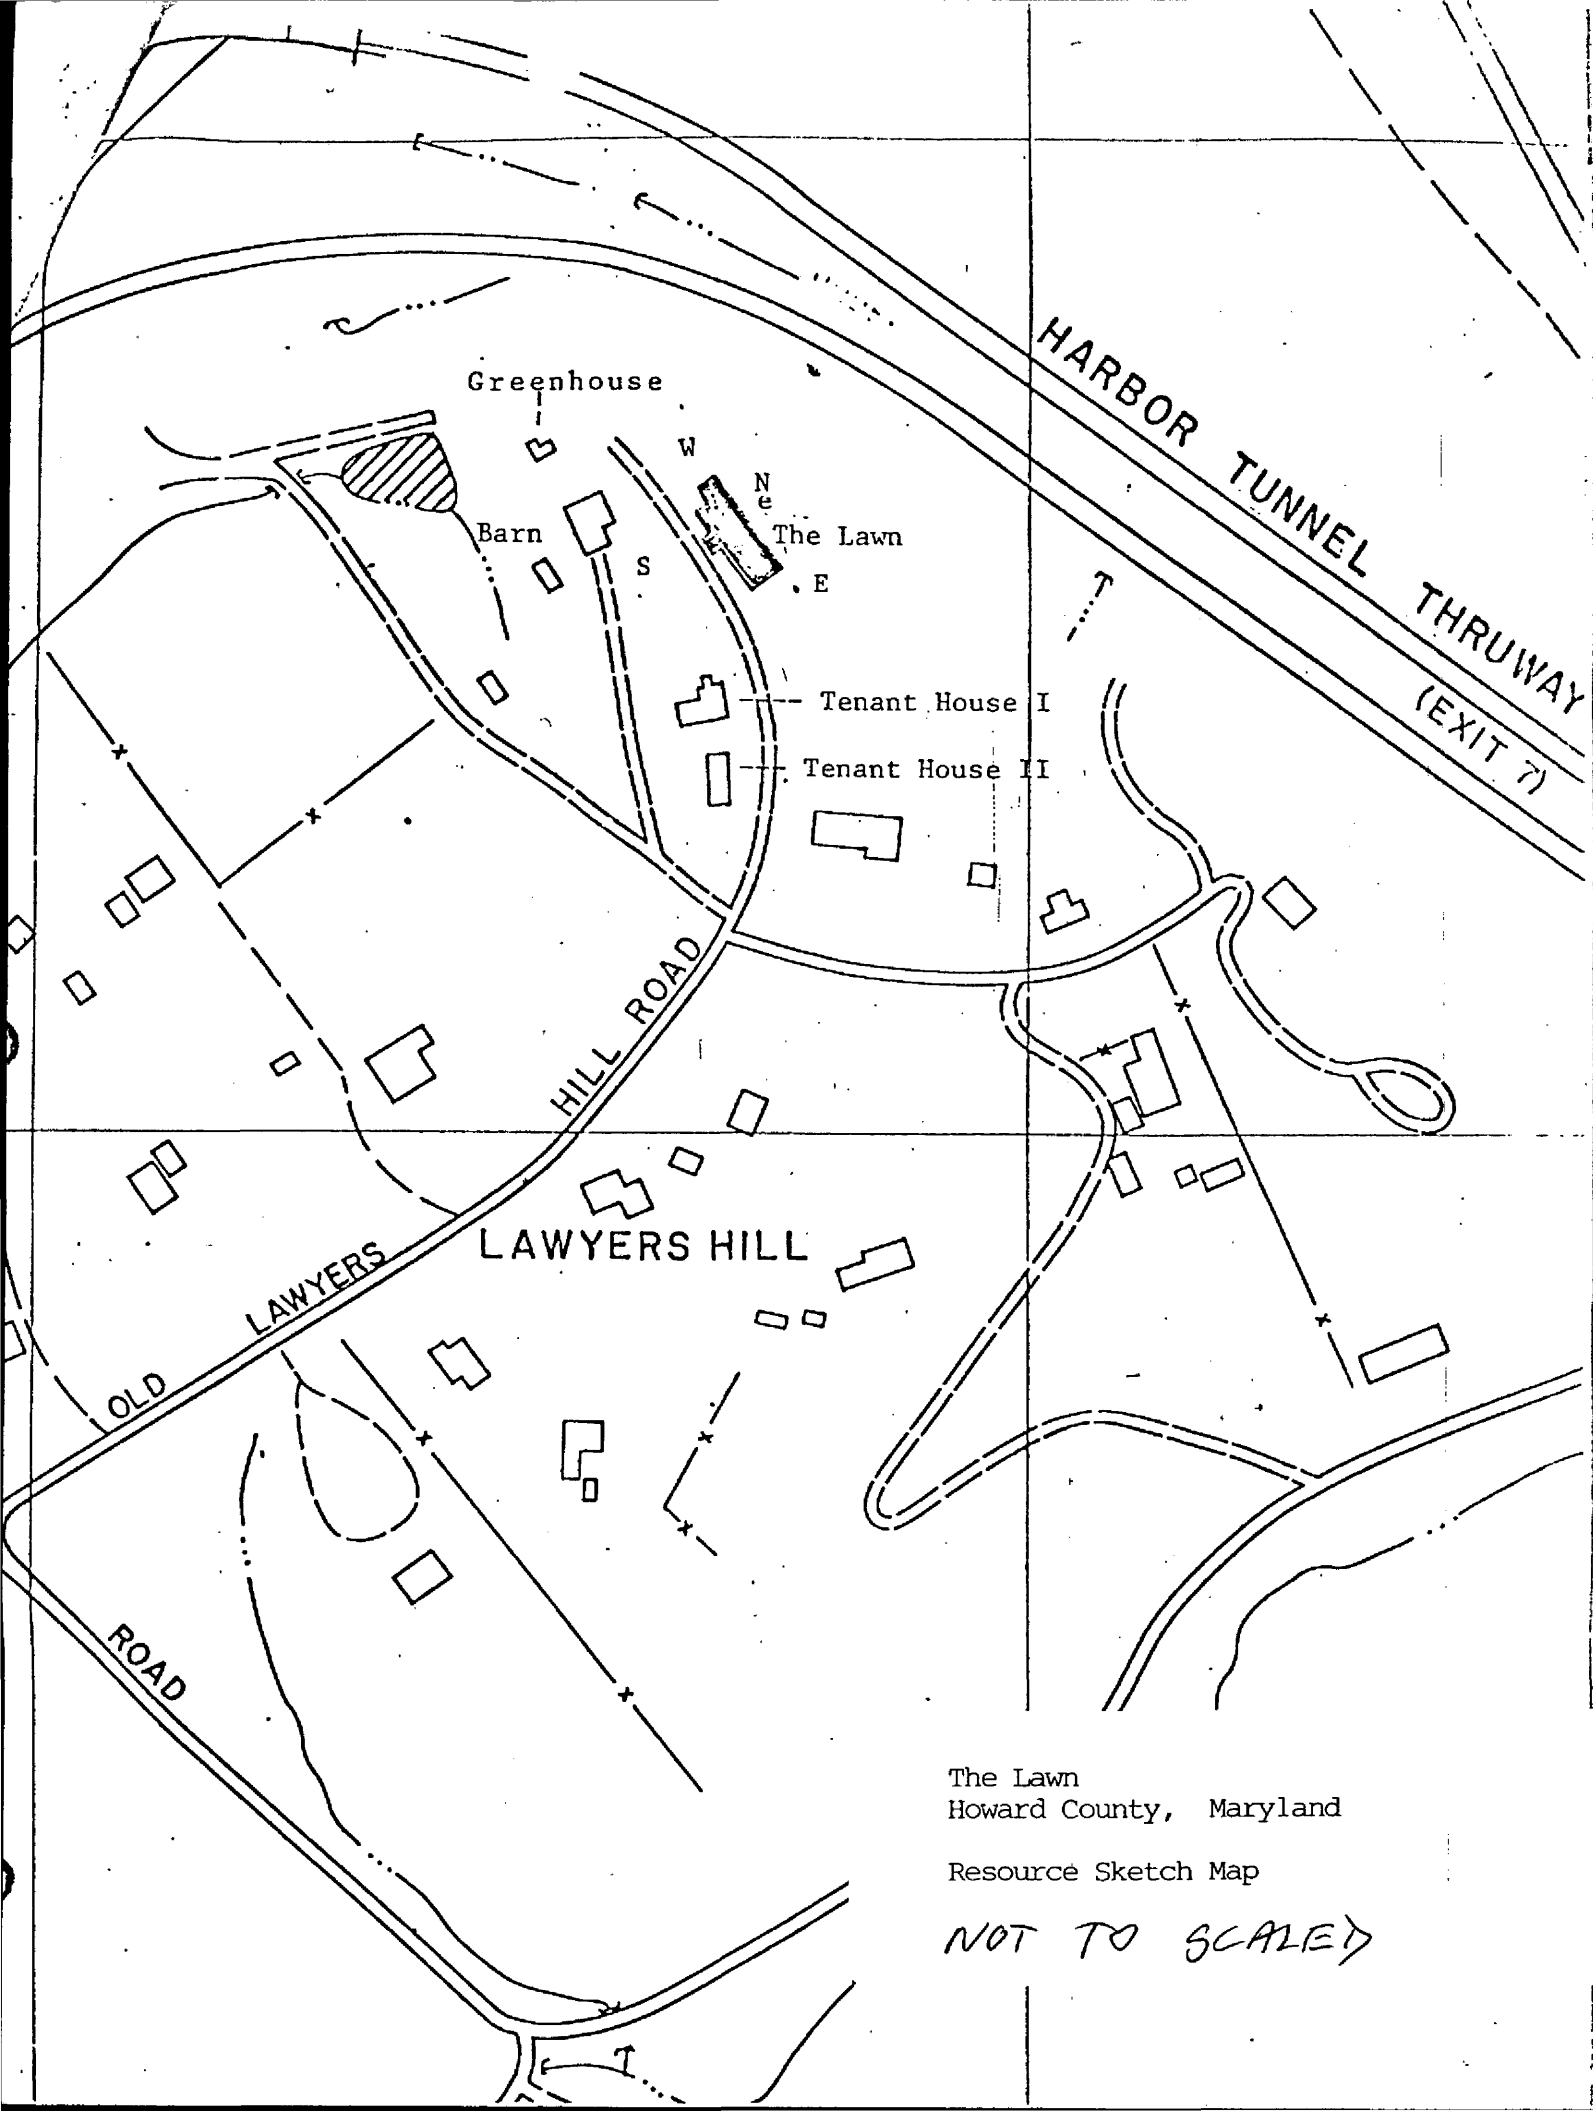 HARBOR TUNNEL THRUWAY
(EXIT 7)
Greenhouse
W
N
e
Barn
The Lawn
S
E
Tenant House I
Tenant House II
HILL ROAD
LAWYERS HILL
LAWYERS
OLD
ROAD
The Lawn
Howard County, Maryland
Resource Sketch Map
NOT TO SCALED